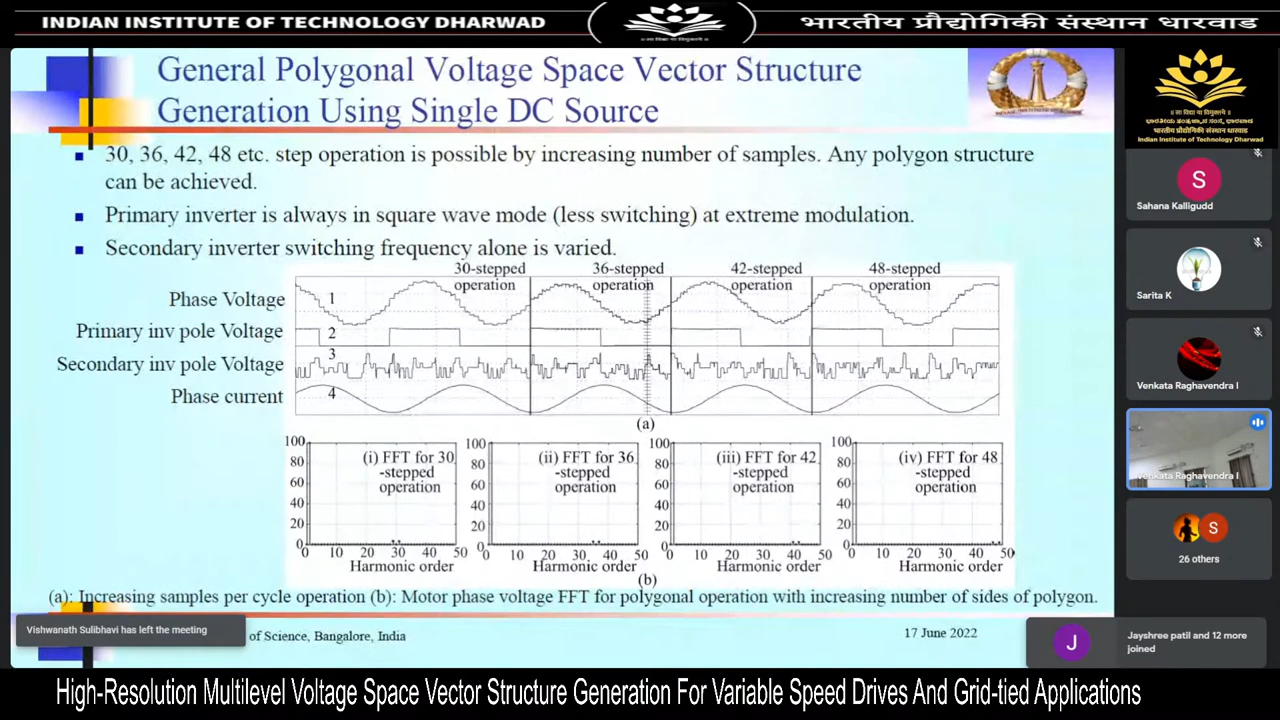 INDIAN INSTITUTE OF TECHNOLOGY DHARWAD
भारतीय प्रौद्योगिकी संस्थान धारवाड
General Polygonal Voltage Space Vector Structure
Generation Using Single DC Source
30, 36, 42, 48 etc. step operation is possible by increasing number of samples. Any polygon structure
can be achieved.
Primary inverter is always in square wave mode (less switching) at extreme modulation.
Secondary inverter switching frequency alone is varied.
30-stepped operation
36-stepped operation
42-stepped operation
48-stepped operation
Phase Voltage
1
Primary inv pole Voltage
2
Secondary inv pole Voltage
3
Phase current
4
(a)
(i) FFT for 30
-stepped
operation
100
80
60
40
20
0
0 10 20 30 40 50
Harmonic order
(ii) FFT for 36
-stepped
operation
100
80
60
40
20
0
0 10 20 30 40 50
Harmonic order
(iii) FFT for 42
-stepped
operation
100
80
60
40
20
0
0 10 20 30 40 50
Harmonic order
(iv) FFT for 48
-stepped
operation
100
80
60
40
20
0
0 10 20 30 40 50
Harmonic order
(b)
(a): Increasing samples per cycle operation (b): Motor phase voltage FFT for polygonal operation with increasing number of sides of polygon.
Vishwanath Sulibhavi has left the meeting
of Science, Bangalore, India
17 June 2022
भारतीय प्रौद्योगिकी संस्थान धारवाड
Indian Institute of Technology Dharwad
S
Sahana Kalligudd
Sarita K
Venkata Raghavendra I
Venkata Raghavendra I
S
26 others
J
Jayshree patil and 12 more
joined
High-Resolution Multilevel Voltage Space Vector Structure Generation For Variable Speed Drives And Grid-tied Applications